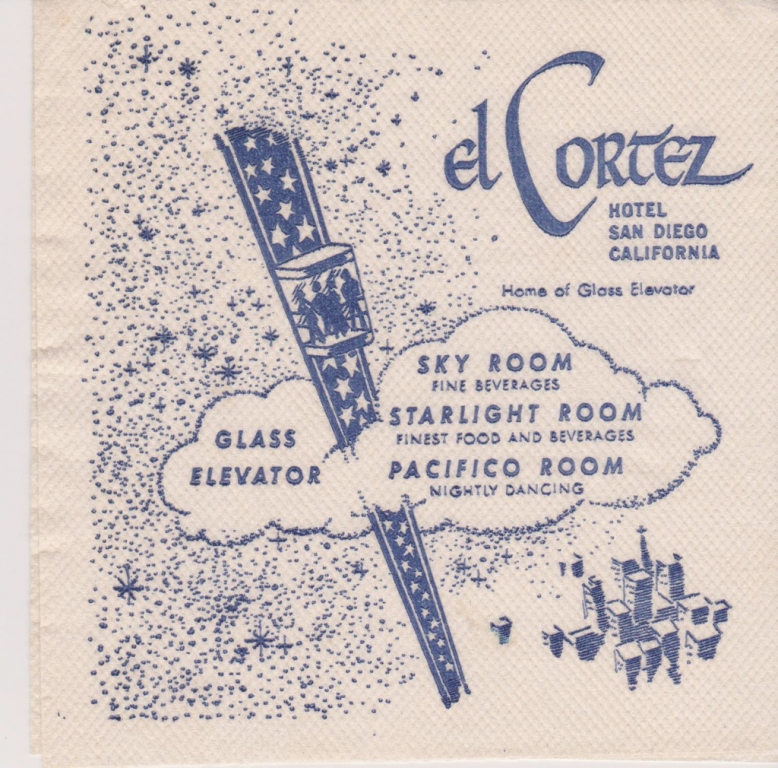 el Cortez
HOTEL
SAN DIEGO
CALIFORNIA
Home of Glass Elevator
SKY ROOM
FINE BEVERAGES
STARLIGHT ROOM
FINEST FOOD AND BEVERAGES
PACIFICO ROOM
NIGHTLY DANCING
GLASS
ELEVATOR